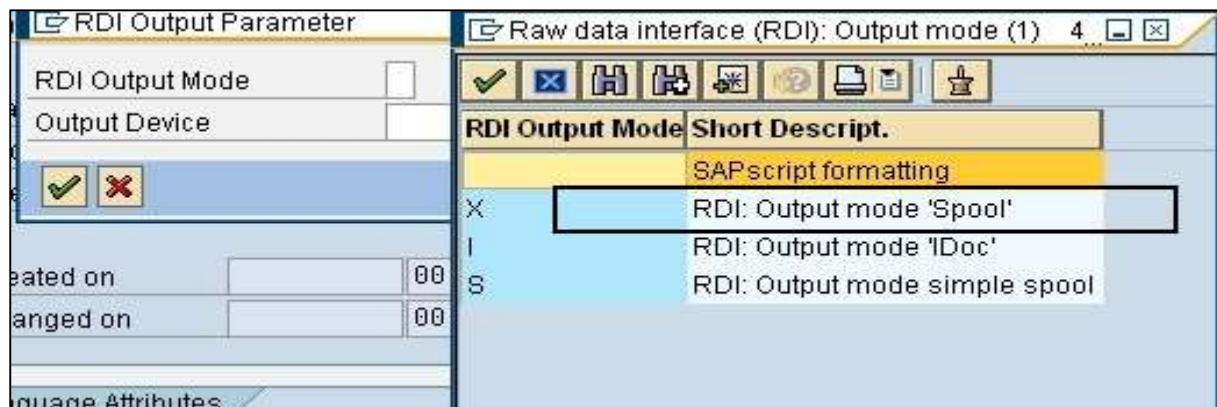 RDI Output Parameter
RDI Output Mode
Output Device
eated on 00
anged on 00
nguage Attributes
Raw data interface (RDI): Output mode (1) 4
RDI Output Mode Short Descript.
SAPscript formatting
X RDI: Output mode 'Spool'
I RDI: Output mode 'IDoc'
S RDI: Output mode simple spool